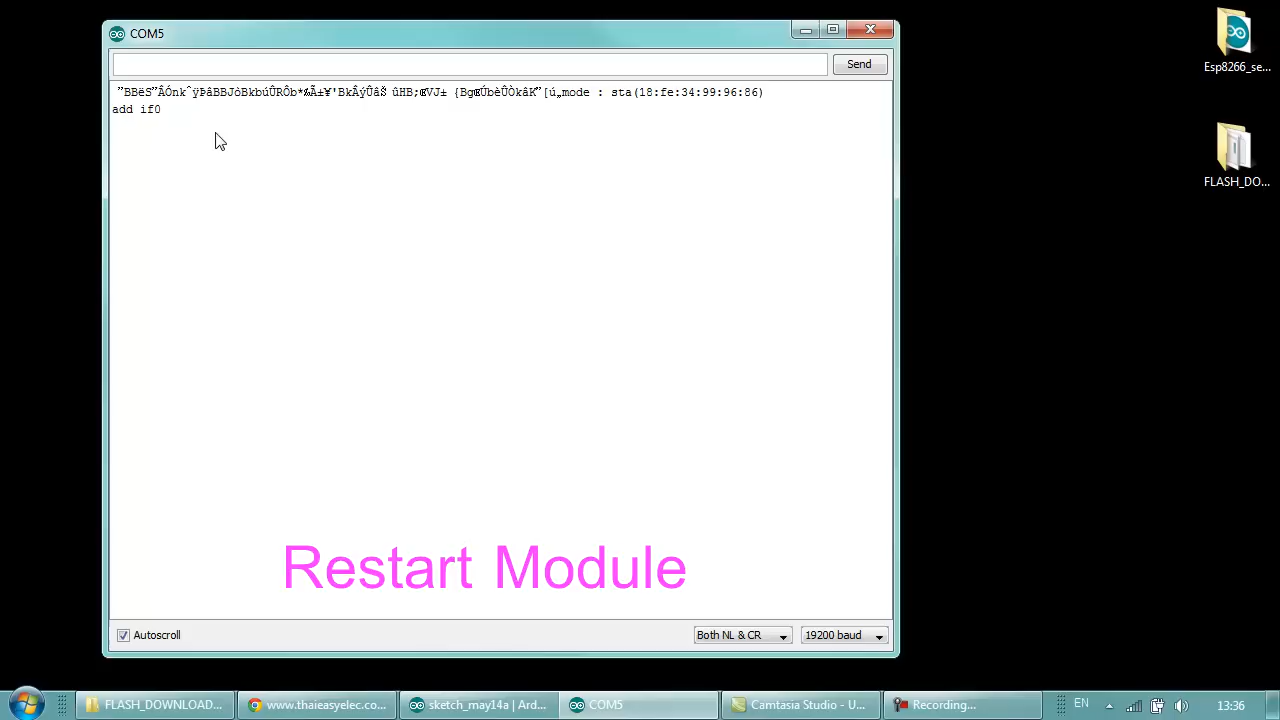 COM5
Send
mode : sta(18:fe:34:99:96:86)
add if0
Restart Module
Autoscroll
Both NL & CR
19200 baud
Esp8266_se...
FLASH_DO...
FLASH_DOWNLOAD...
www.thaieasyelec.co...
sketch_may14a | Ard...
COM5
Camtasia Studio - U...
Recording...
EN
13:36